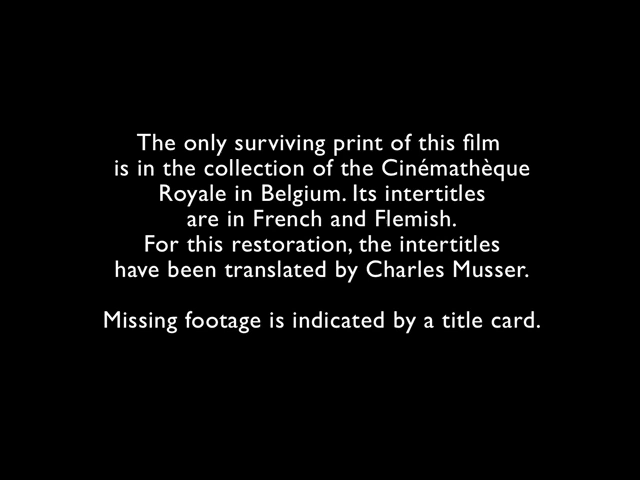 The only surviving print of this film
is in the collection of the Cinémathèque
Royale in Belgium. Its intertitles
are in French and Flemish.
For this restoration, the intertitles
have been translated by Charles Musser.
Missing footage is indicated by a title card.